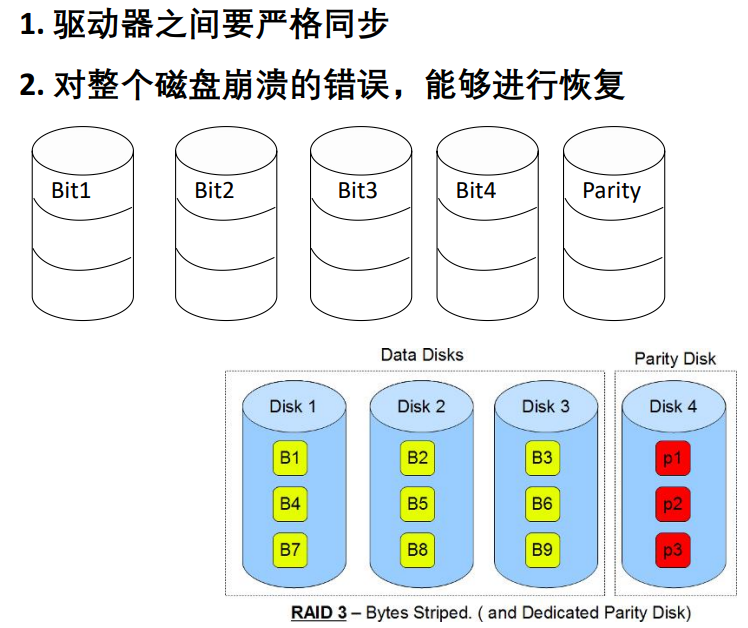 1. 驱动器之间要严格同步
2. 对整个磁盘崩溃的错误，能够进行恢复
Bit1 Bit2 Bit3 Bit4 Parity
Data Disks Parity Disk
Disk 1 Disk 2 Disk 3 Disk 4
B1 B2 B3 p1
B4 B5 B6 p2
B7 B8 B9 p3
RAID 3 – Bytes Striped. ( and Dedicated Parity Disk)